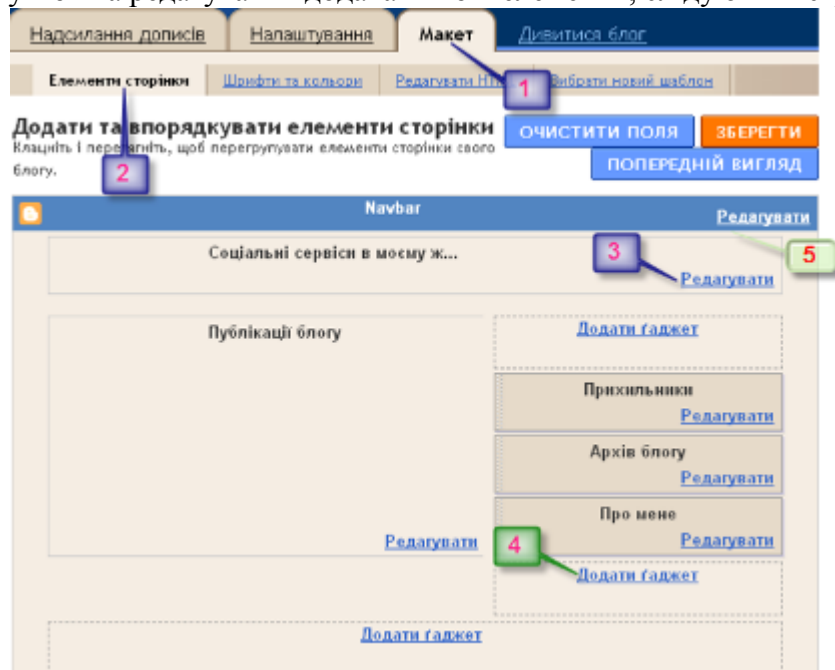 Надсилання дописів Налаштування Макет Дивитися блог
1
Елементи сторінки Шрифти та кольори Редагувати Вибрати новий шаблон
Додати та впорядкувати елементи сторінки ОЧИСТИТИ ПОЛЯ ЗБЕРЕГТИ
Клацніть і перетягніть, щоб перегрупувати елементи сторінки свого
блогу.
2
ПОПЕРЕДНІЙ ВИГЛЯД
Navbar
Редагувати
5
Соціальні сервіси в моєму ж...
3
Редагувати
Публікації блогу
Додати ґаджет
Прихильники
Редагувати
Архів блогу
Редагувати
Про мене
Редагувати
Редагувати
4
Додати ґаджет
Додати ґаджет